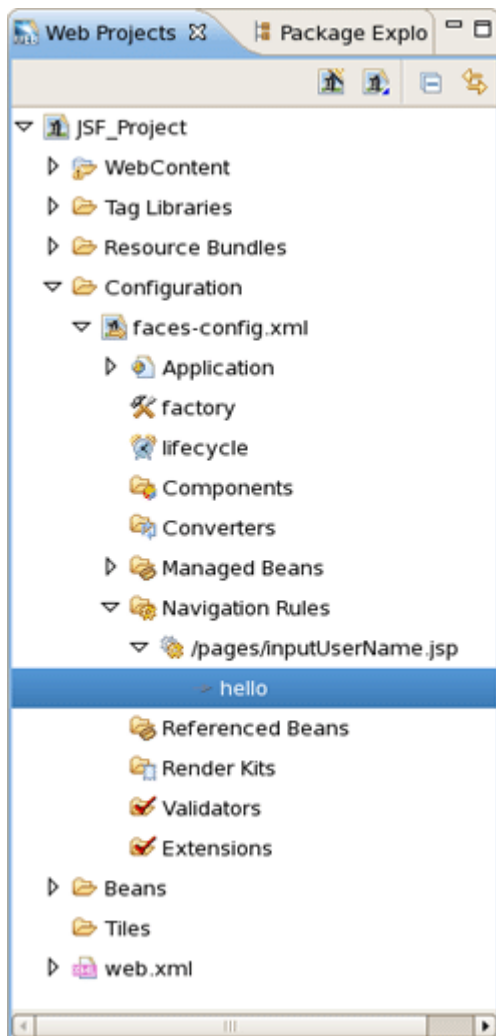 Web Projects Package Explo
JSF_Project
WebContent
Tag Libraries
Resource Bundles
Configuration
faces-config.xml
Application
factory
lifecycle
Components
Converters
Managed Beans
Navigation Rules
/pages/inputUserName.jsp
hello
Referenced Beans
Render Kits
Validators
Extensions
Beans
Tiles
web.xml